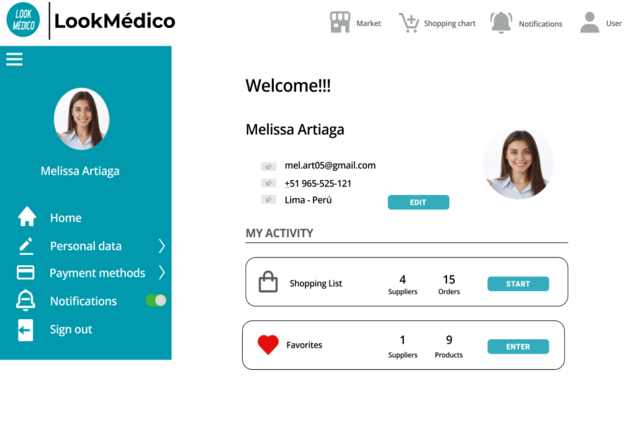 LOOK
MÉDICO
LookMédico
Market
Shopping chart
Notifications
User
Melissa Artiaga
Home
Personal data
Payment methods
Notifications
Sign out
Welcome!!!
Melissa Artiaga
mel.art05@gmail.com
+51 965-525-121
Lima - Perú
EDIT
MY ACTIVITY
Shopping List
4
Suppliers
15
Orders
START
Favorites
1
Suppliers
9
Products
ENTER